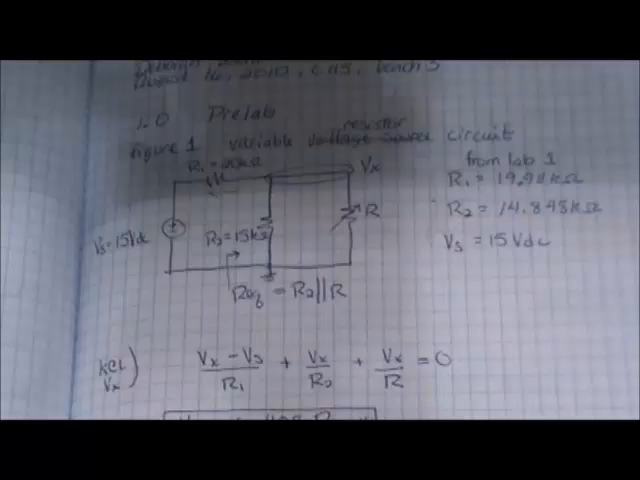 1.0 Prelab
resistor
figure 1 variable voltage source circuit
R₁ = 20kΩ
Vx
from lab 1
R₁ = 19.98kΩ
R
R₂ = 14.848kΩ
Vs = 15Vdc
R₂ = 15kΩ
Vs = 15Vdc
Req = R₂||R
KCL) Vx - Vs / R₁ + Vx / R₂ + Vx / R = 0
Vx